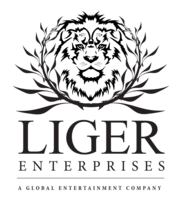 LIGER
ENTERPRISES
A GLOBAL ENTERTAINMENT COMPANY